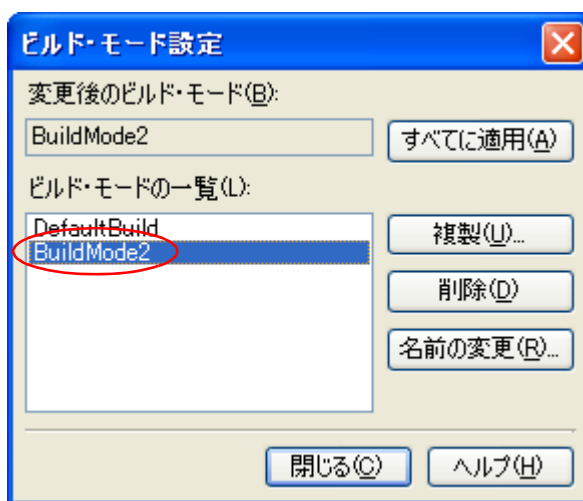 ビルド・モード設定
変更後のビルド・モード(B):
BuildMode2
すべてに適用(A)
ビルド・モードの一覧(L):
DefaultBuild
BuildMode2
複製(U)...
削除(D)
名前の変更(R)...
閉じる(C)
ヘルプ(H)